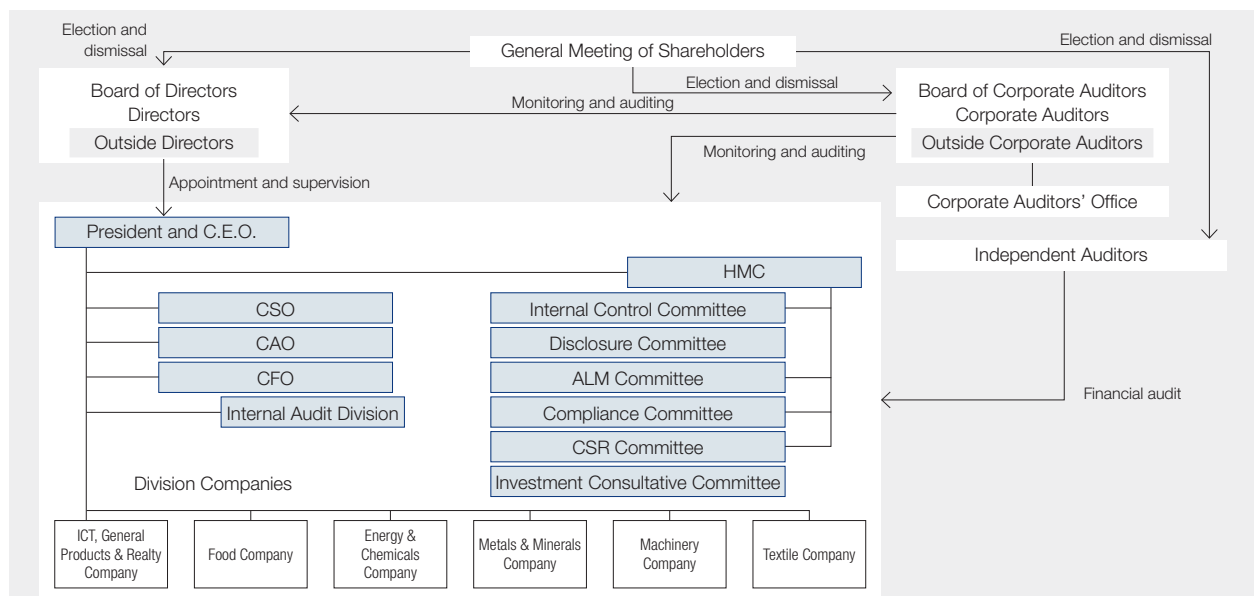 Election and
dismissal
General Meeting of Shareholders
Election and dismissal
Election and dismissal
Board of Directors
Directors
Outside Directors
Monitoring and auditing
Board of Corporate Auditors
Corporate Auditors
Outside Corporate Auditors
Monitoring and auditing
Appointment and supervision
Corporate Auditors’ Office
President and C.E.O.
Independent Auditors
HMC
CSO
CAO
CFO
Internal Audit Division
Internal Control Committee
Disclosure Committee
ALM Committee
Compliance Committee
CSR Committee
Investment Consultative Committee
Financial audit
Division Companies
ICT, General
Products & Realty
Company
Food Company
Energy &
Chemicals
Company
Metals & Minerals
Company
Machinery
Company
Textile Company